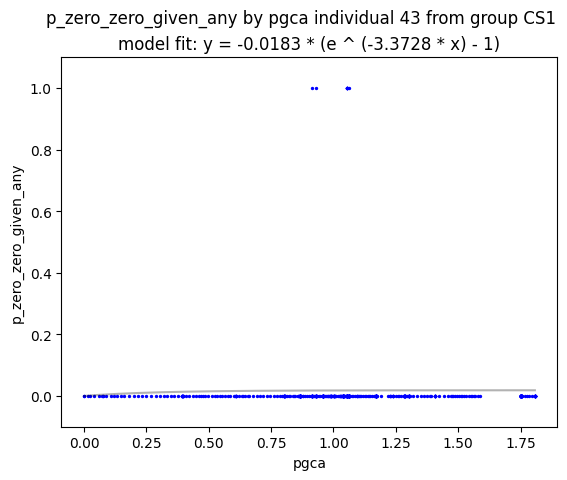 p_zero_zero_given_any by pgca individual 43 from group CS1
model fit: y = -0.0183 * (e ^ (-3.3728 * x) - 1)
p_zero_zero_given_any
1.0
0.8
0.6
0.4
0.2
0.0
0.00 0.25 0.50 0.75 1.00 1.25 1.50 1.75
pgca